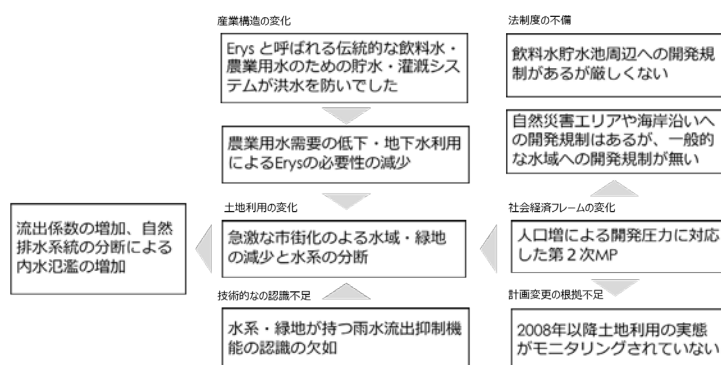 産業構造の変化
Erys と呼ばれる伝統的な飲料水・
農業用水のための貯水・灌漑シス
テムが洪水を防いでした
農業用水需要の低下・地下水利用
によるErysの必要性の減少
土地利用の変化
急激な市街化のよる水域・緑地
の減少と水系の分断
技術的なの認識不足
水系・緑地が持つ雨水流出抑制機
能の認識の欠如
流出係数の増加、自然
排水系統の分断による
内水氾濫の増加
法制度の不備
飲料水貯水池周辺への開発規
制があるが厳しくない
自然災害エリアや海岸沿いへ
の開発規制はあるが、一般的
な水域への開発規制が無い
社会経済フレームの変化
人口増による開発圧力に対応
した第２次MP
計画変更の根拠不足
2008年以降土地利用の実態
がモニタリングされていない